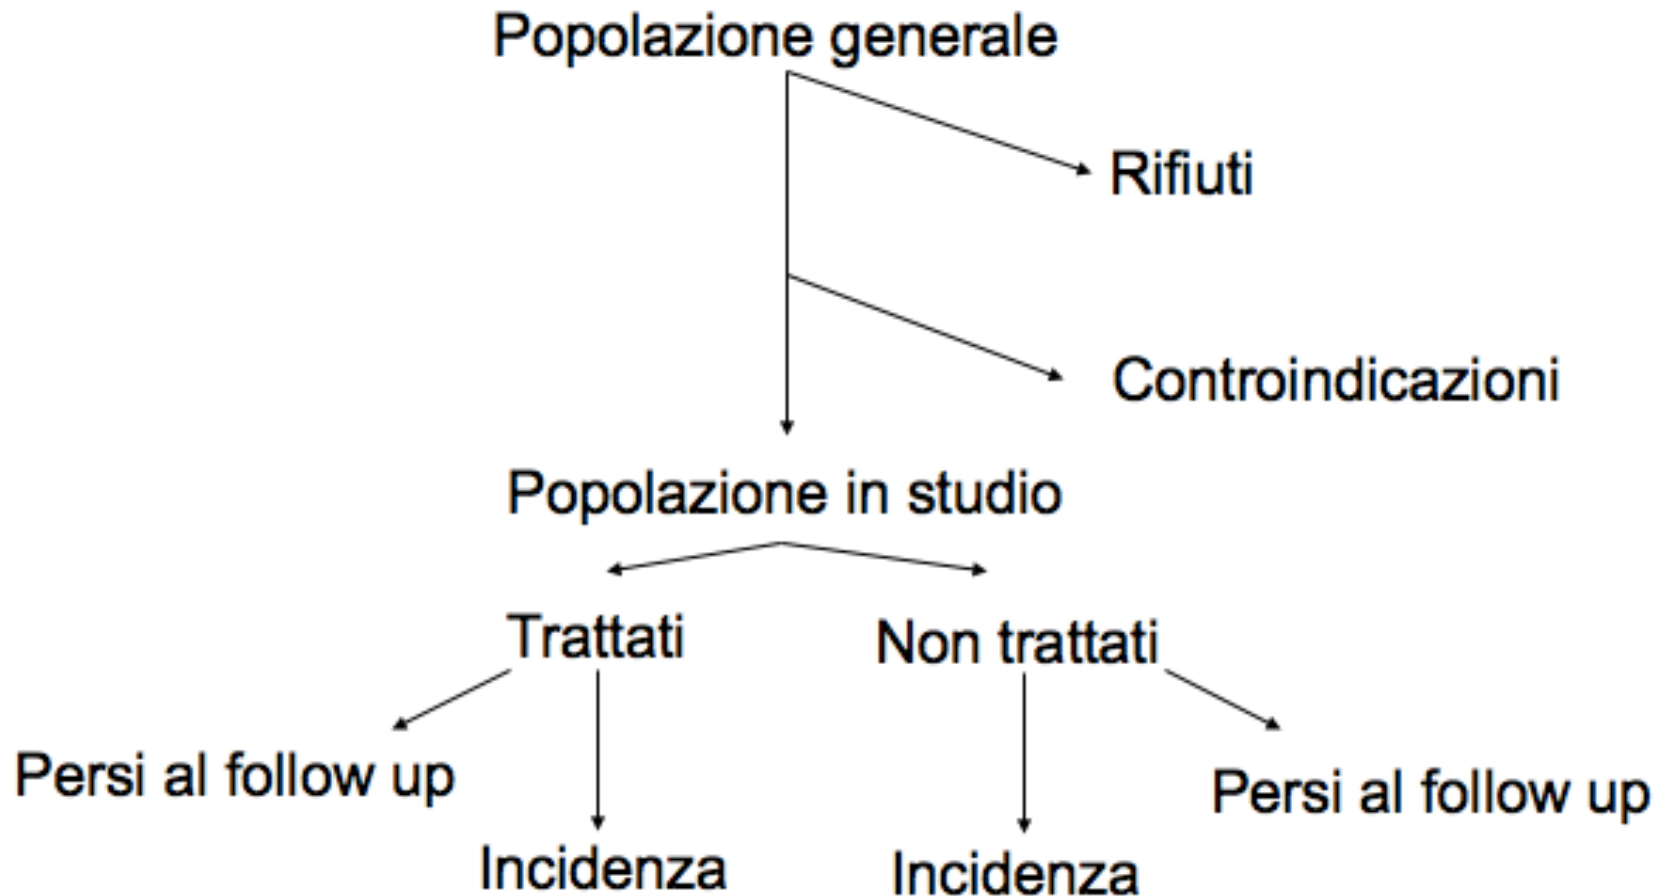 Popolazione generale
Rifiuti
Controindicazioni
Popolazione in studio
Trattati
Non trattati
Persi al follow up
Persi al follow up
Incidenza
Incidenza